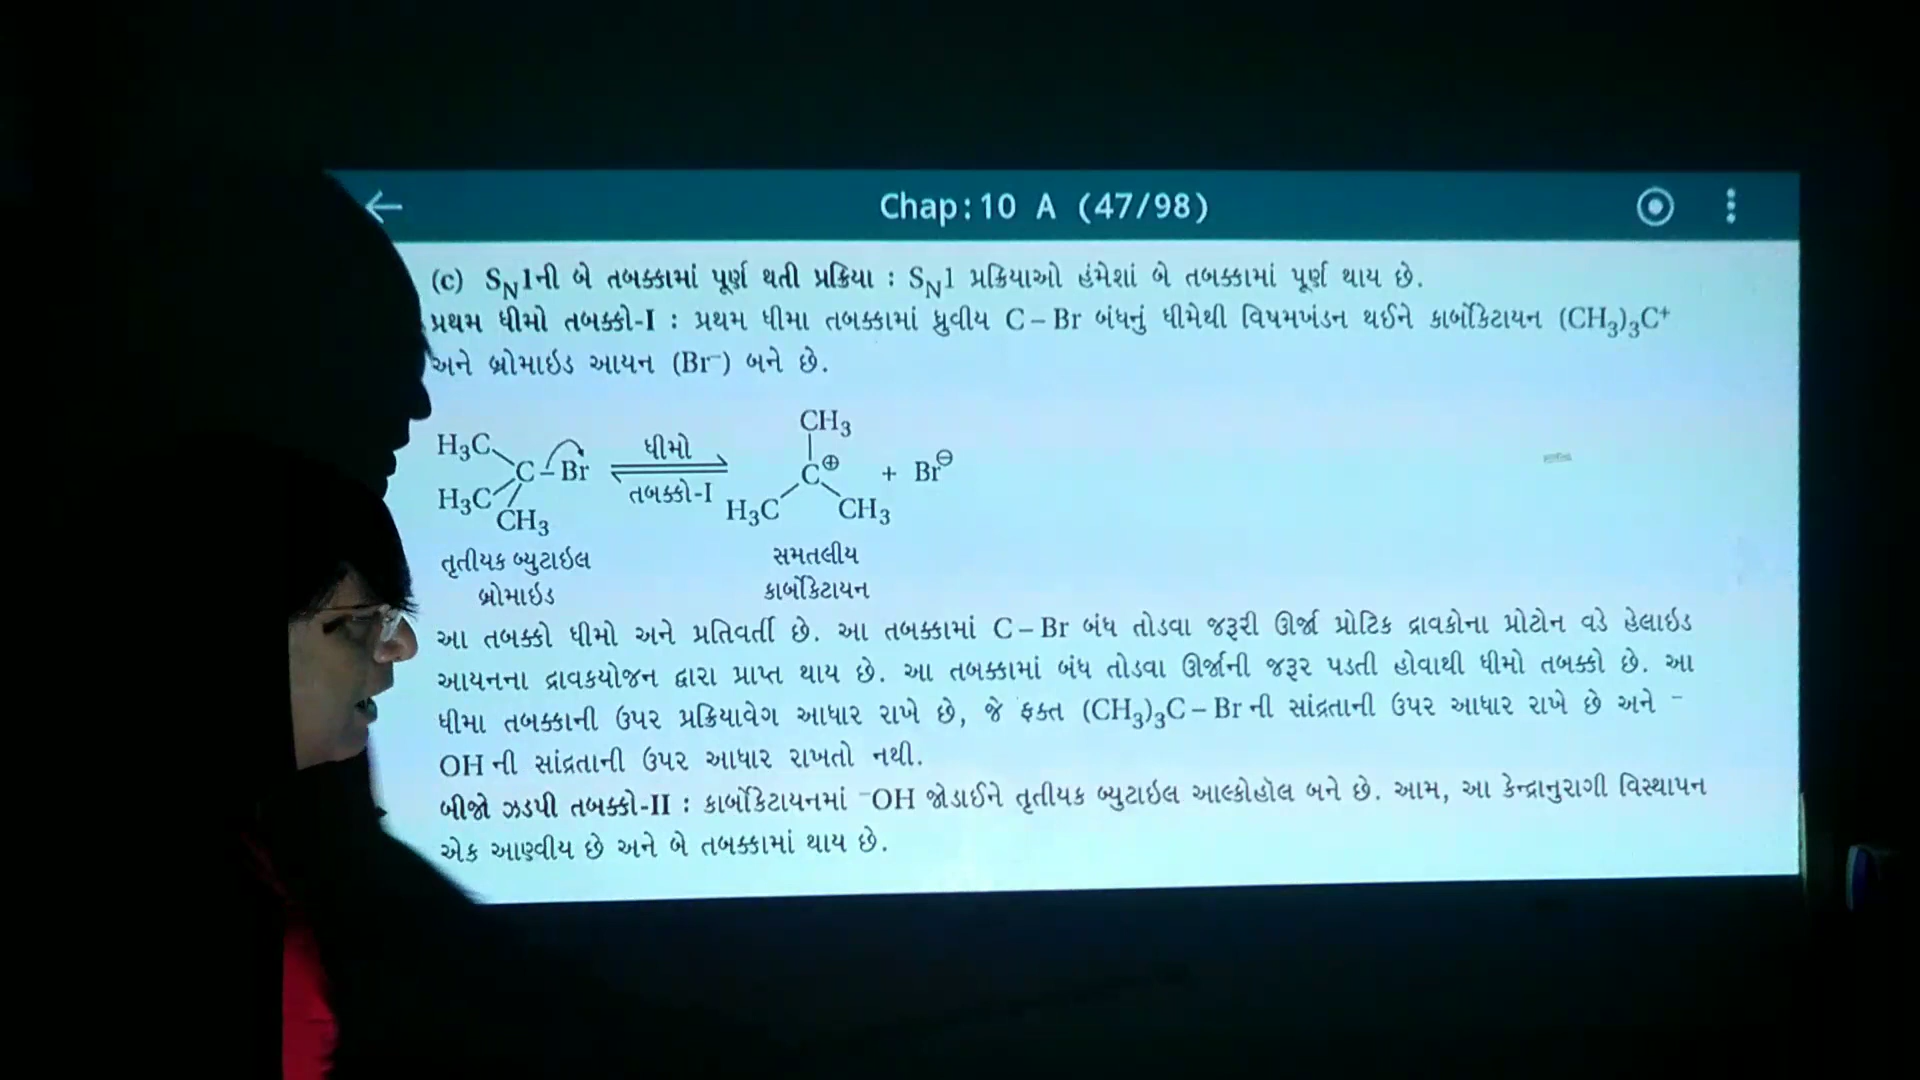 Chap:10 A (47/98)
(c) SN1ની બે તબક્કામાં પૂર્ણ થતી પ્રક્રિયા : SN1 પ્રક્રિયાઓ હંમેશાં બે તબક્કામાં પૂર્ણ થાય છે.
પ્રથમ ધીમો તબક્કો-I : પ્રથમ ધીમા તબક્કામાં ધ્રુવીય C – Br બંધનું ધીમેથી વિષમખંડન થઈને કાર્બોકેટાયન (CH3)3C+
અને બ્રોમાઇડ આયન (Br–) બને છે.
CH3
H3C
ધીમો
C – Br
C⊕ + Br⊖
H3C
તબક્કો-I
H3C CH3
CH3
તૃતીયક બ્યુટાઇલ
સમતલીય
બ્રોમાઇડ
કાર્બોકેટાયન
આ તબક્કો ધીમો અને પ્રતિવર્તી છે. આ તબક્કામાં C – Br બંધ તોડવા જરૂરી ઊર્જા પ્રોટિક દ્રાવકોના પ્રોટોન વડે હેલાઇડ
આયનના દ્રાવકયોજન દ્વારા પ્રાપ્ત થાય છે. આ તબક્કામાં બંધ તોડવા ઊર્જાની જરૂર પડતી હોવાથી ધીમો તબક્કો છે. આ
ધીમા તબક્કાની ઉપર પ્રક્રિયાવેગ આધાર રાખે છે, જે ફક્ત (CH3)3C – Br ની સાંદ્રતાની ઉપર આધાર રાખે છે અને –
OH ની સાંદ્રતાની ઉપર આધાર રાખતો નથી.
બીજો ઝડપી તબક્કો-II : કાર્બોકેટાયનમાં –OH જોડાઈને તૃતીયક બ્યુટાઇલ આલ્કોહૉલ બને છે. આમ, આ કેન્દ્રાનુરાગી વિસ્થાપન
એક આણ્વીય છે અને બે તબક્કામાં થાય છે.